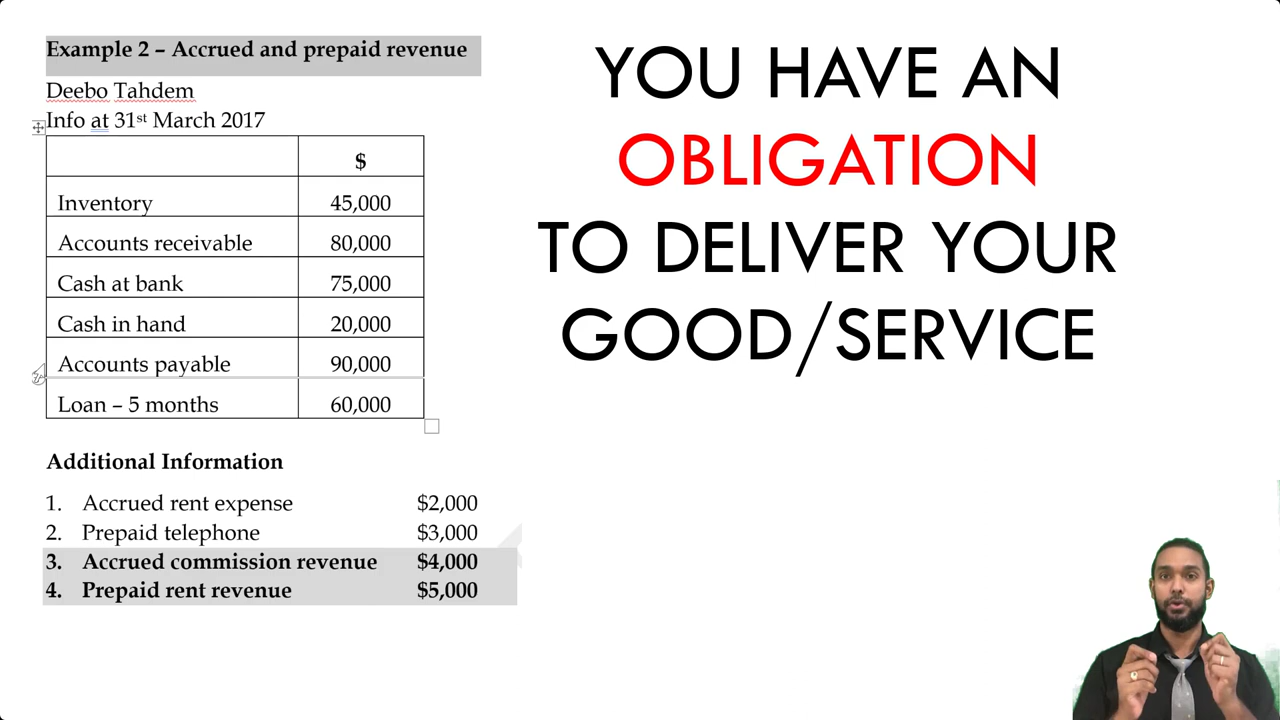 Example 2 – Accrued and prepaid revenue
Deebo Tahdem
Info at 31st March 2017
$
Inventory 45,000
Accounts receivable 80,000
Cash at bank 75,000
Cash in hand 20,000
Accounts payable 90,000
Loan – 5 months 60,000
Additional Information
1. Accrued rent expense $2,000
2. Prepaid telephone $3,000
3. Accrued commission revenue $4,000
4. Prepaid rent revenue $5,000
YOU HAVE AN
OBLIGATION
TO DELIVER YOUR
GOOD/SERVICE